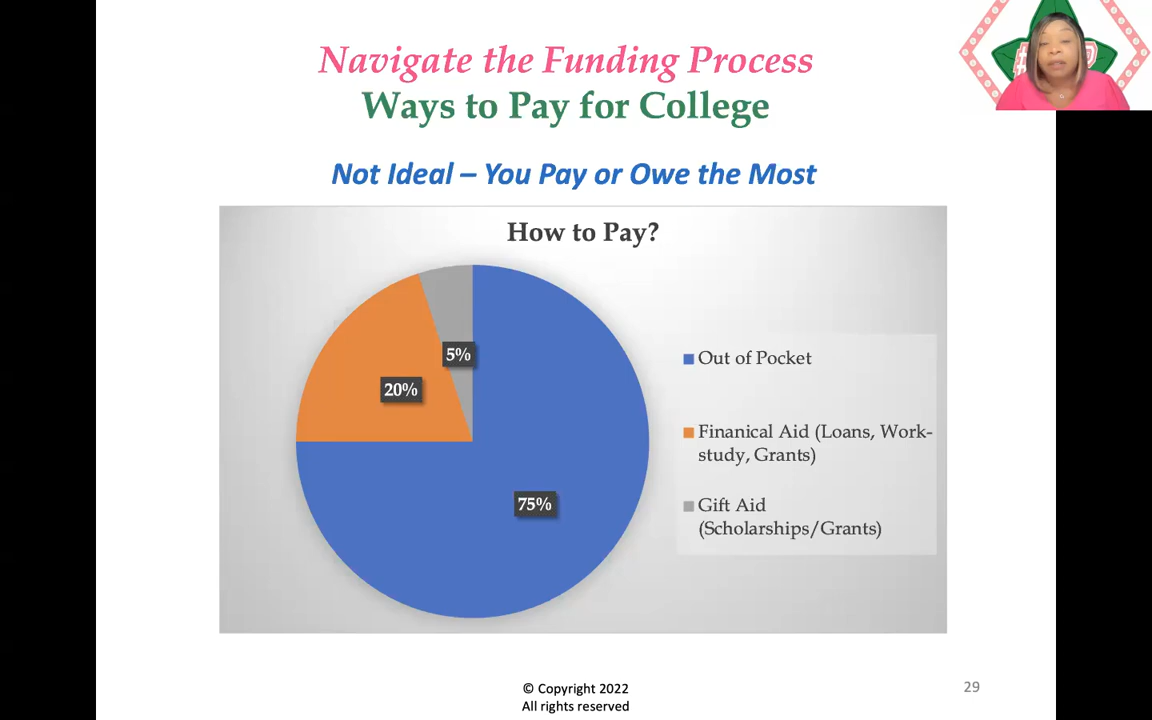 Navigate the Funding Process
Ways to Pay for College
Not Ideal – You Pay or Owe the Most
How to Pay?
5%
20%
75%
Out of Pocket
Finanical Aid (Loans, Work-
study, Grants)
Gift Aid
(Scholarships/Grants)
© Copyright 2022
All rights reserved
29